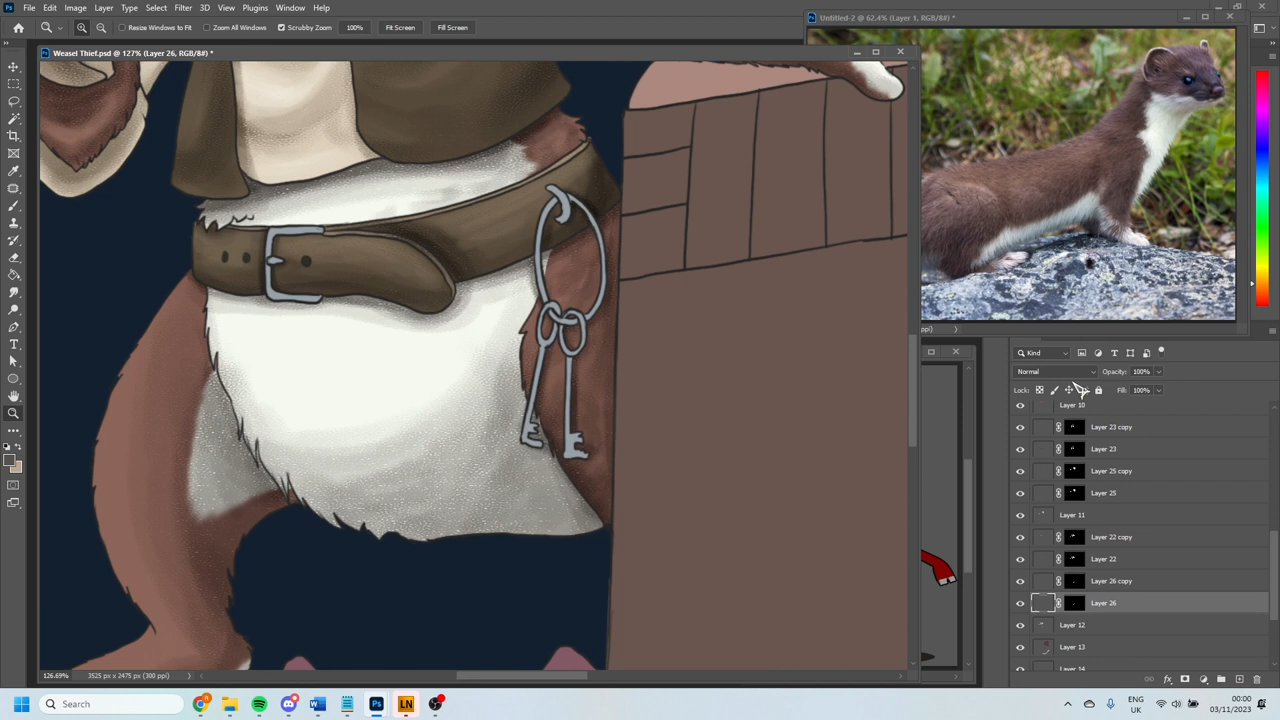 File Edit Image Layer Type Select Filter 3D View Plugins Window Help
Resize Windows to Fit Zoom All Windows Scrubby Zoom 100% Fit Screen Fill Screen
Untitled-2 @ 62.4% (Layer 1, RGB/8#) *
Weasel Thief.psd @ 127% (Layer 26, RGB/8#) *
ppi)
Kind
Normal Opacity: 100%
Lock: Fill: 100%
Layer 10
Layer 23 copy
Layer 23
Layer 25 copy
Layer 25
Layer 11
Layer 22 copy
Layer 22
Layer 26 copy
Layer 26
Layer 12
Layer 13
Layer 14
126.69% 3525 px x 2475 px (300 ppi)
Search
ENG
UK
00:00
03/11/2023